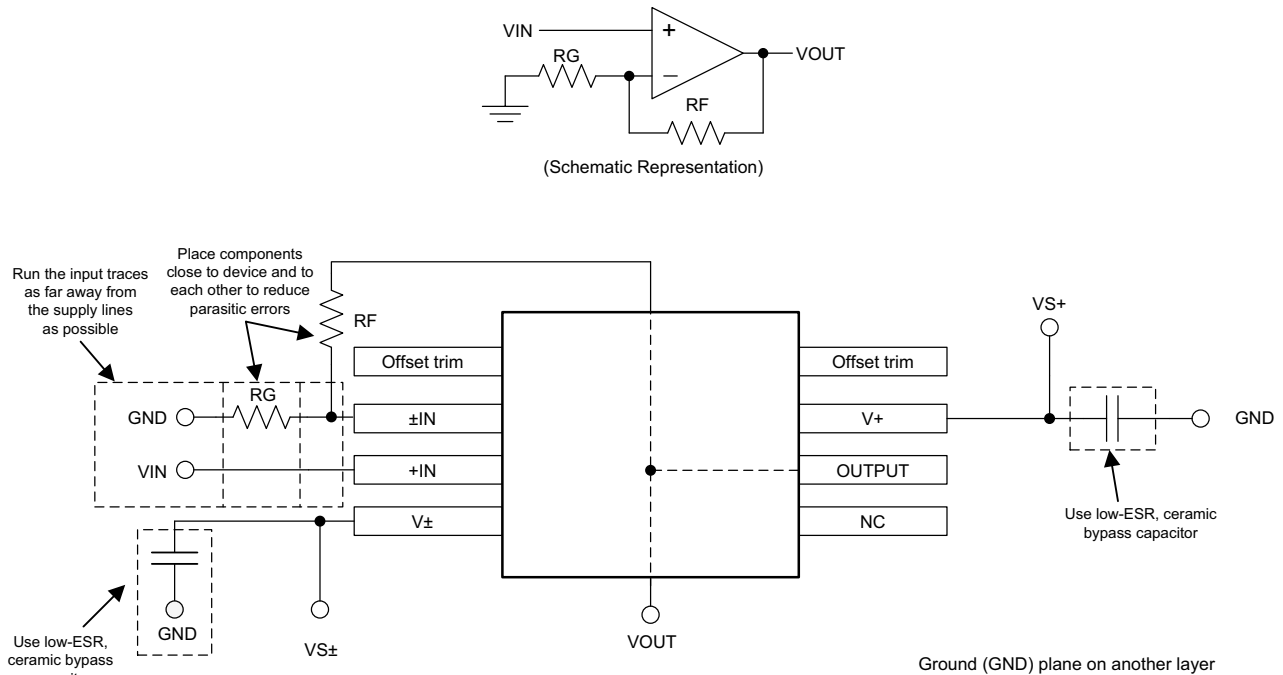 VIN
RG
+
−
VOUT
RF
(Schematic Representation)
Run the input traces
as far away from
the supply lines
as possible
Place components
close to device and to
each other to reduce
parasitic errors
RF
VS+
Offset trim
Offset trim
RG
GND
±IN
V+
GND
VIN
+IN
OUTPUT
V±
NC
Use low-ESR, ceramic
bypass capacitor
GND
VS±
VOUT
Use low-ESR,
ceramic bypass
Ground (GND) plane on another layer